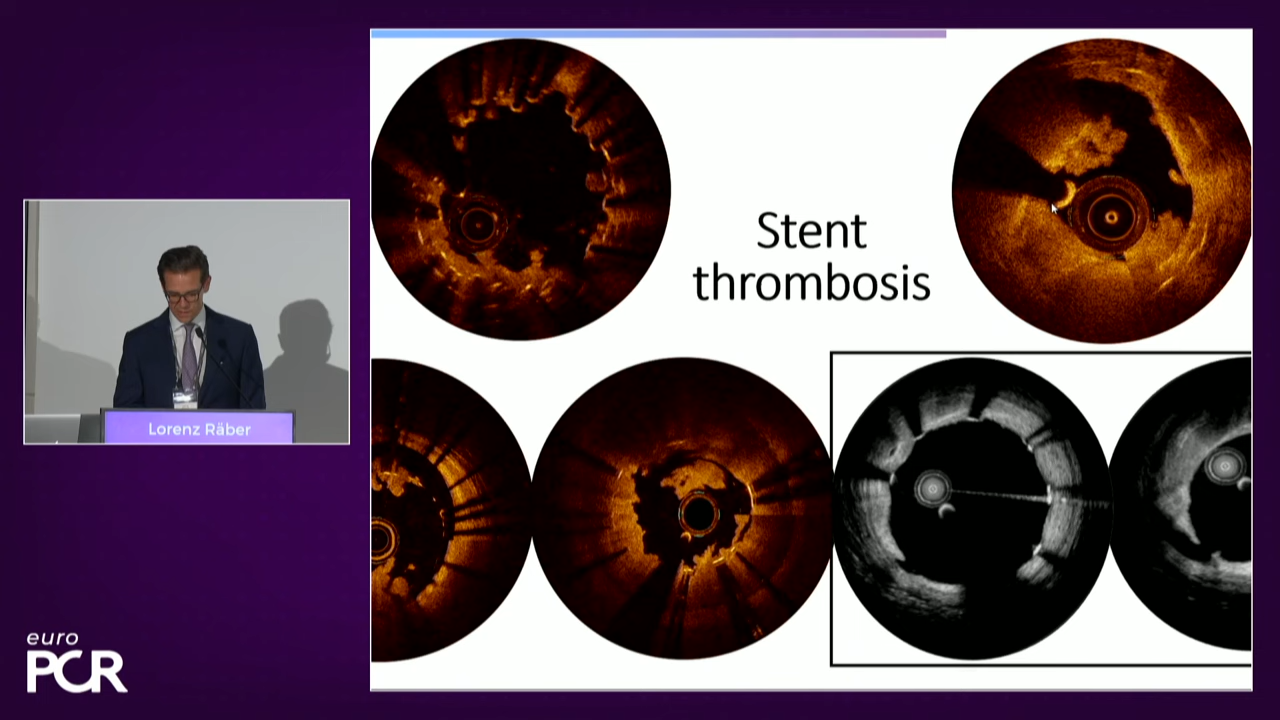 Stent
thrombosis
Lorenz Räber
euro
PCR